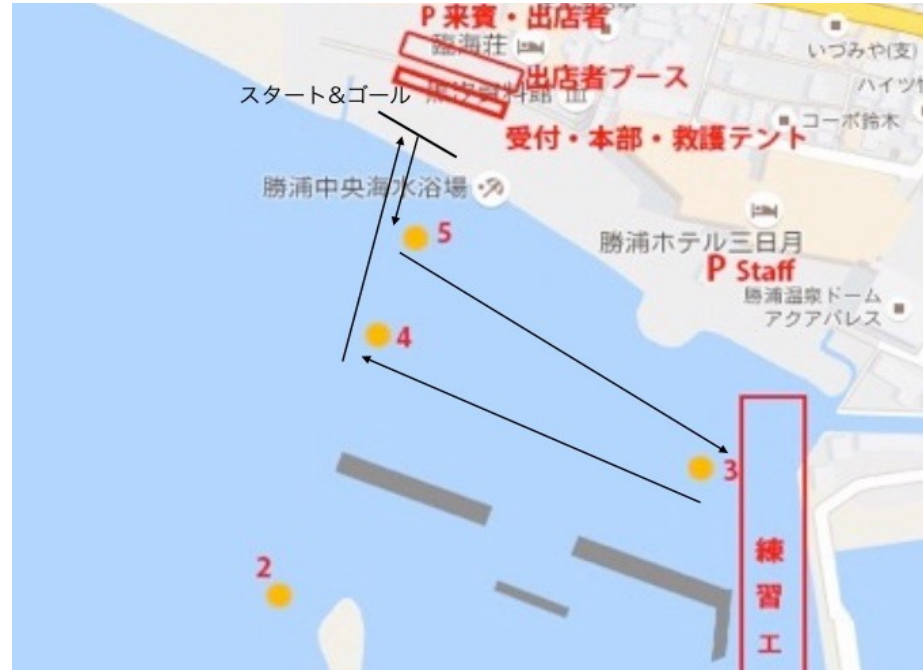 P 来賓・出店者
臨海荘
いづみや(支)
出店者ブース
ハイツ
スタート&ゴール
コーポ鈴木
受付・本部・救護テント
勝浦中央海水浴場
5
勝浦ホテル三日月
P Staff
勝浦温泉ドーム
アクアパレス
4
3
2
練
習
エ